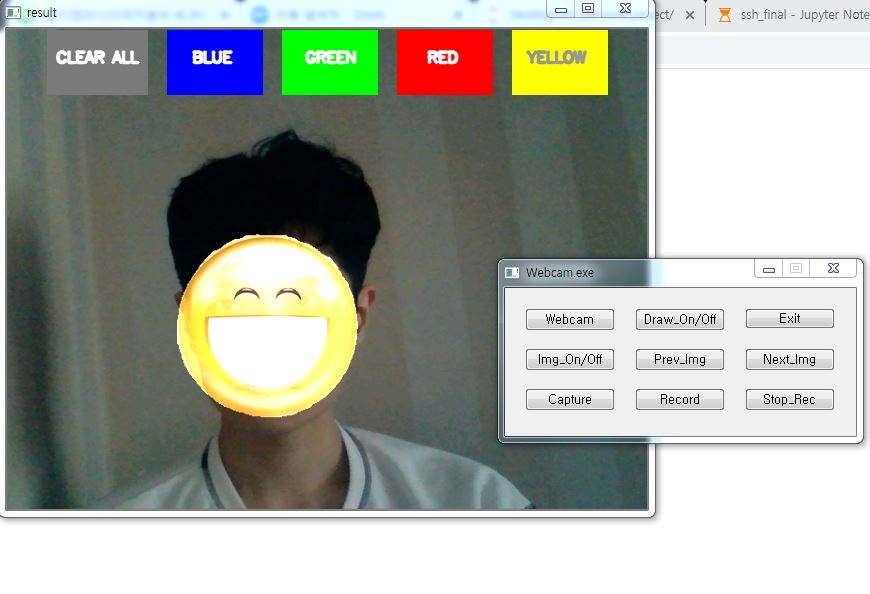 result
ect/
ssh_final - Jupyter Note
CLEAR ALL
BLUE
GREEN
RED
YELLOW
Webcam.exe
Webcam
Draw_On/Off
Exit
Img_On/Off
Prev_Img
Next_Img
Capture
Record
Stop_Rec